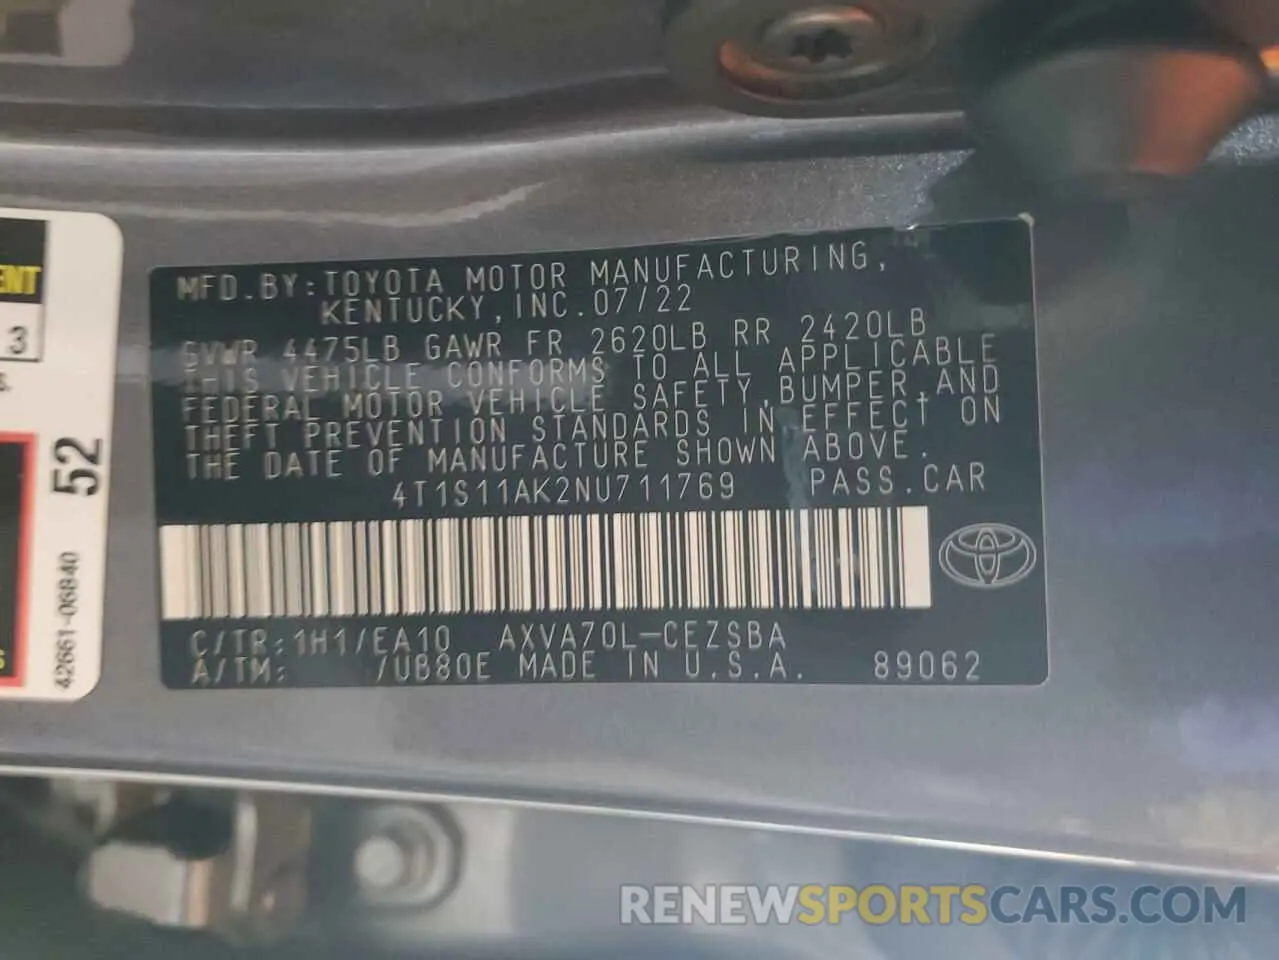 MFD.BY:TOYOTA MOTOR MANUFACTURING,
KENTUCKY,INC.07/22
GVWR 4475LB GAWR FR 2620LB RR 2420LB
THIS VEHICLE CONFORMS TO ALL APPLICABLE
FEDERAL MOTOR VEHICLE SAFETY,BUMPER,AND
THEFT PREVENTION STANDARDS IN EFFECT ON
THE DATE OF MANUFACTURE SHOWN ABOVE.
4T1S11AK2NU711769 PASS.CAR
C/TR:1H1/EA10 AXVA70L-CEZSBA
A/TM: /UB80E MADE IN U.S.A. 89062
3
52
42661-06B40
RENEWSPORTSCARS.COM